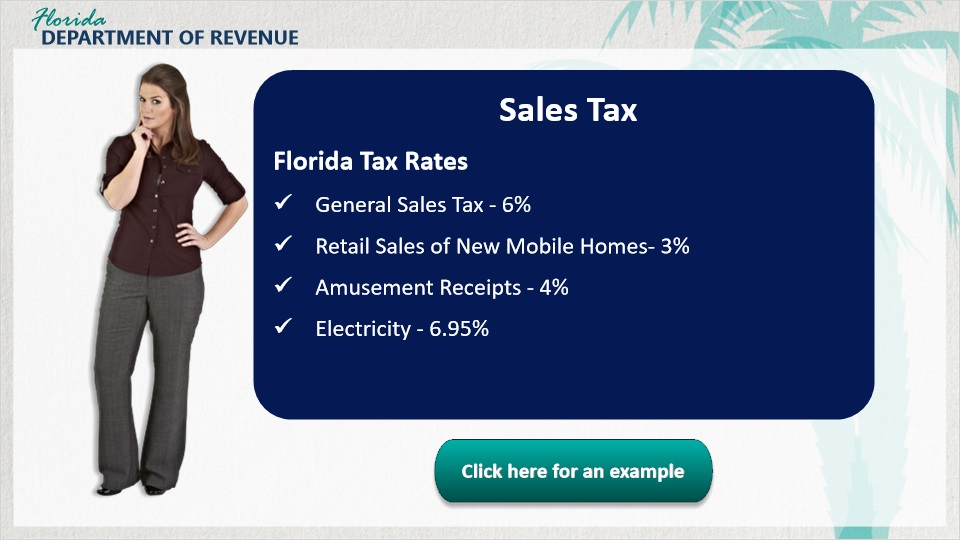 Florida
DEPARTMENT OF REVENUE
Sales Tax
Florida Tax Rates
✓ General Sales Tax - 6%
✓ Retail Sales of New Mobile Homes- 3%
✓ Amusement Receipts - 4%
✓ Electricity - 6.95%
Click here for an example